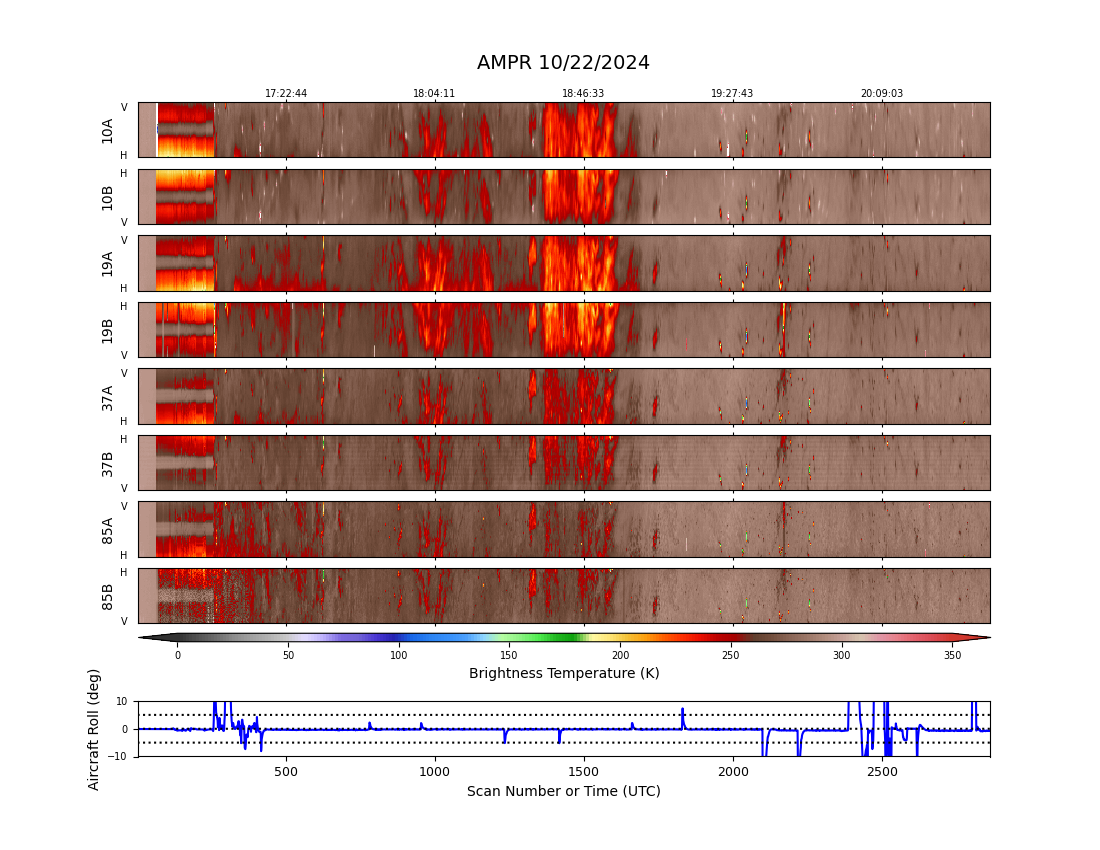 AMPR 10/22/2024
17:22:44 18:04:11 18:46:33 19:27:43 20:09:03
V
10A
H
H
10B
V
V
19A
H
H
19B
V
V
37A
H
H
37B
V
V
85A
H
H
85B
V
0 50 100 150 200 250 300 350
Brightness Temperature (K)
Aircraft Roll (deg)
10
0
−10
500 1000 1500 2000 2500
Scan Number or Time (UTC)